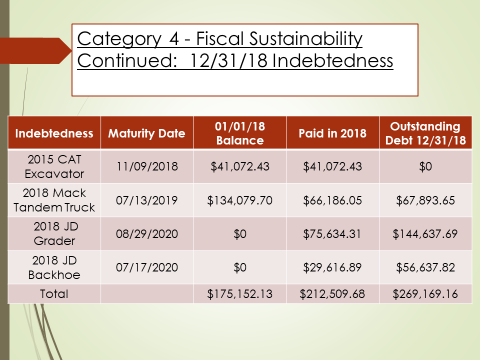 Category 4 - Fiscal Sustainability
Continued: 12/31/18 Indebtedness
Indebtedness Maturity Date 01/01/18 Balance Paid in 2018 Outstanding Debt 12/31/18
2015 CAT Excavator 11/09/2018 $41,072.43 $41,072.43 $0
2018 Mack Tandem Truck 07/13/2019 $134,079.70 $66,186.05 $67,893.65
2018 JD Grader 08/29/2020 $0 $75,634.31 $144,637.69
2018 JD Backhoe 07/17/2020 $0 $29,616.89 $56,637.82
Total $175,152.13 $212,509.68 $269,169.16